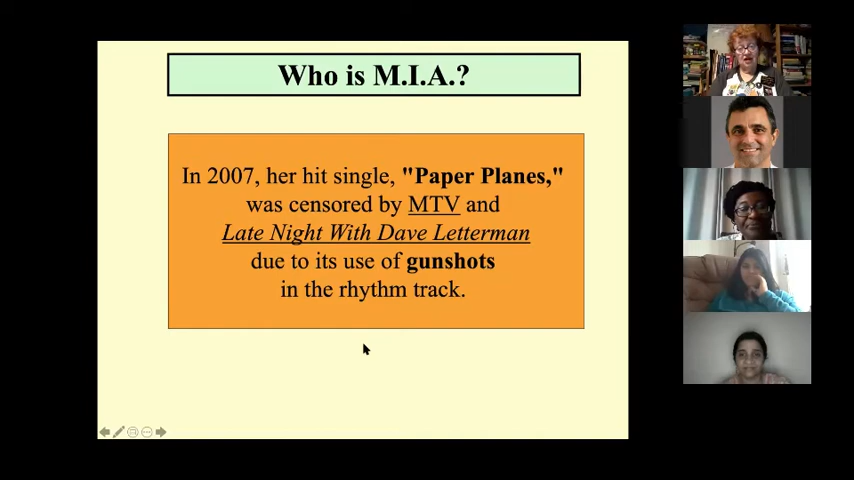 Who is M.I.A.?
In 2007, her hit single, "Paper Planes,"
was censored by MTV and
Late Night With Dave Letterman
due to its use of gunshots
in the rhythm track.